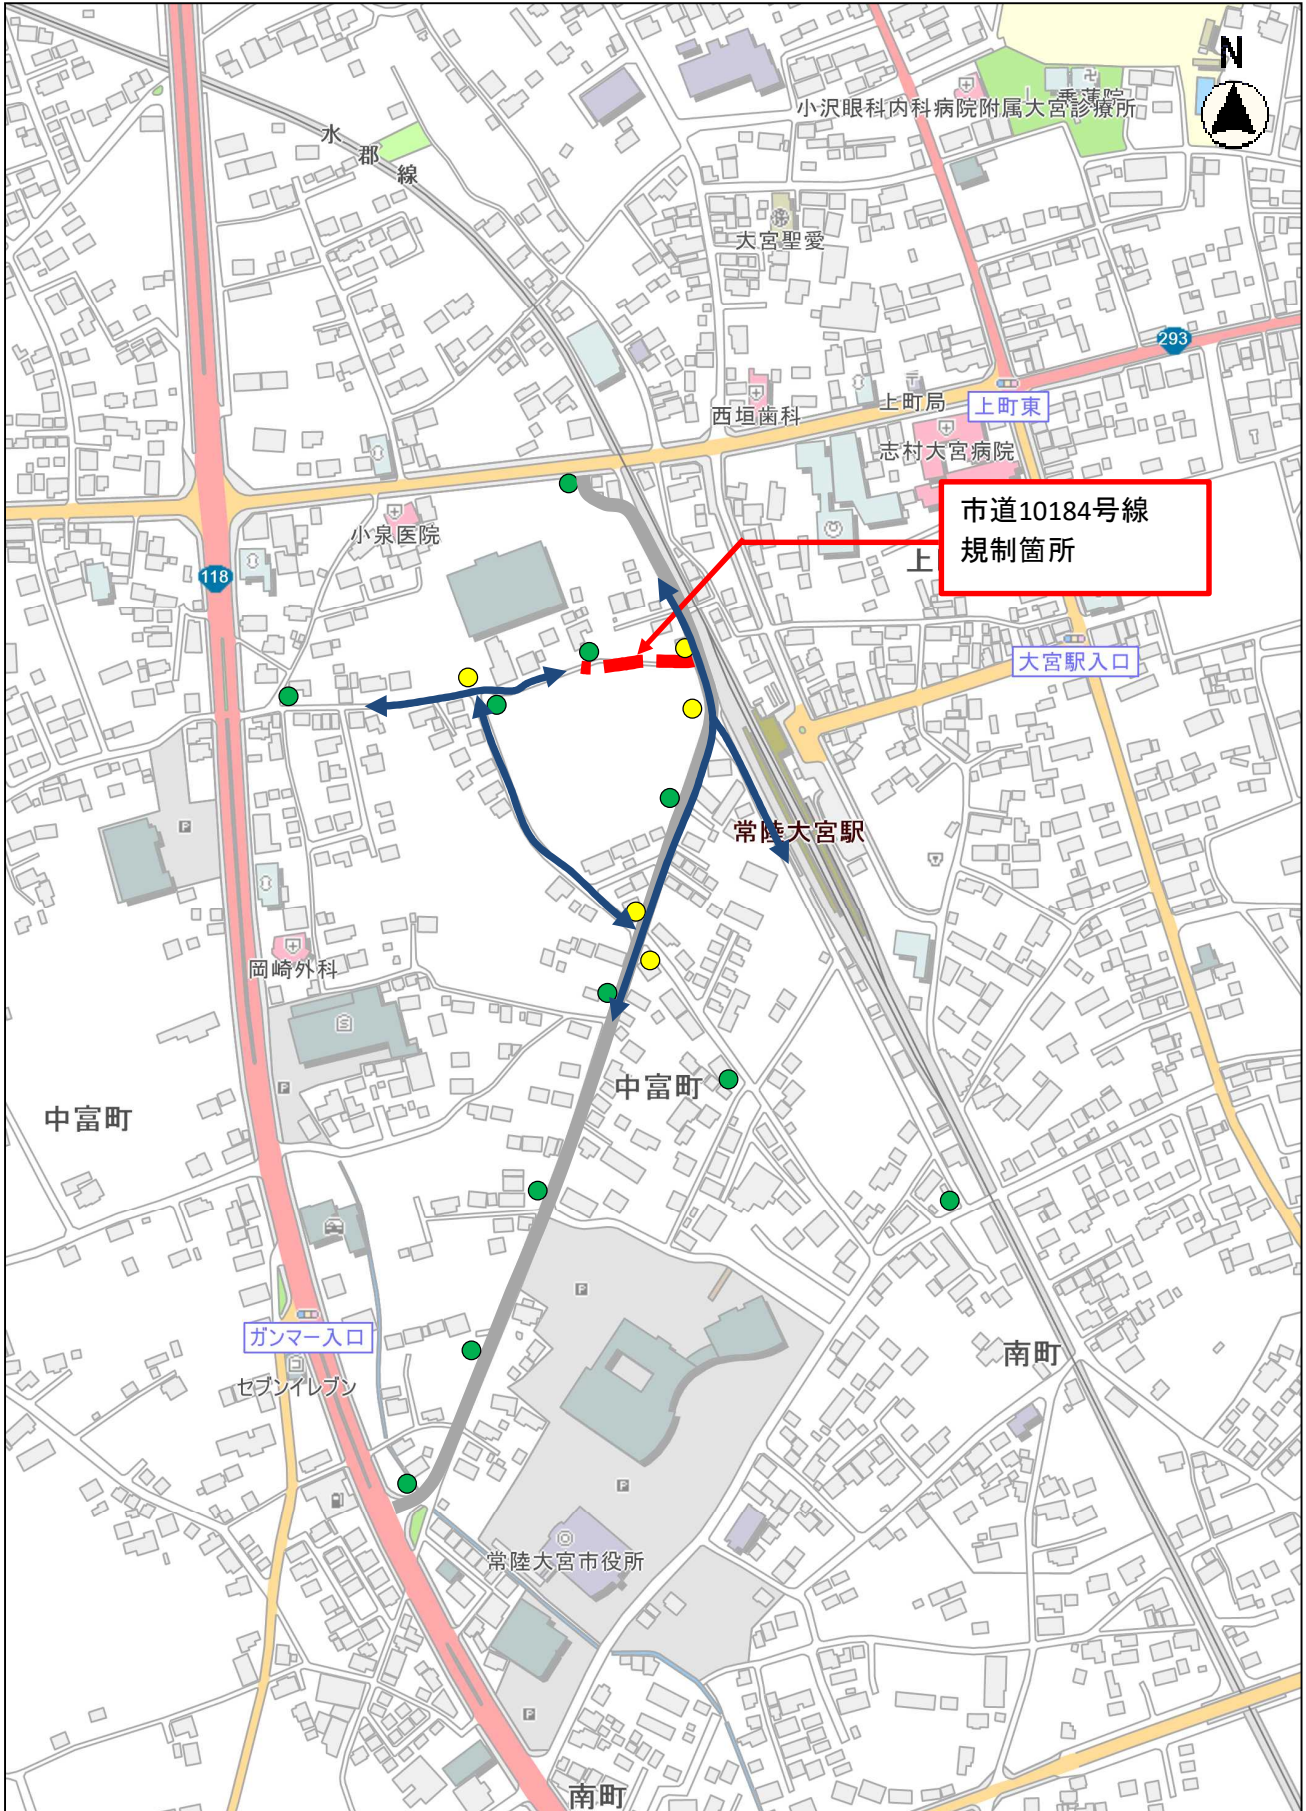 N
小沢眼科内科病院附属大宮診療所
水郡線
大宮聖愛
293
西垣歯科
上町局
上町東
志村大宮病院
市道10184号線
規制箇所
小泉医院
上
118
大宮駅入口
常陸大宮駅
岡崎外科
中富町
中富町
ガンマー入口
セブンイレブン
南町
常陸大宮市役所
南町